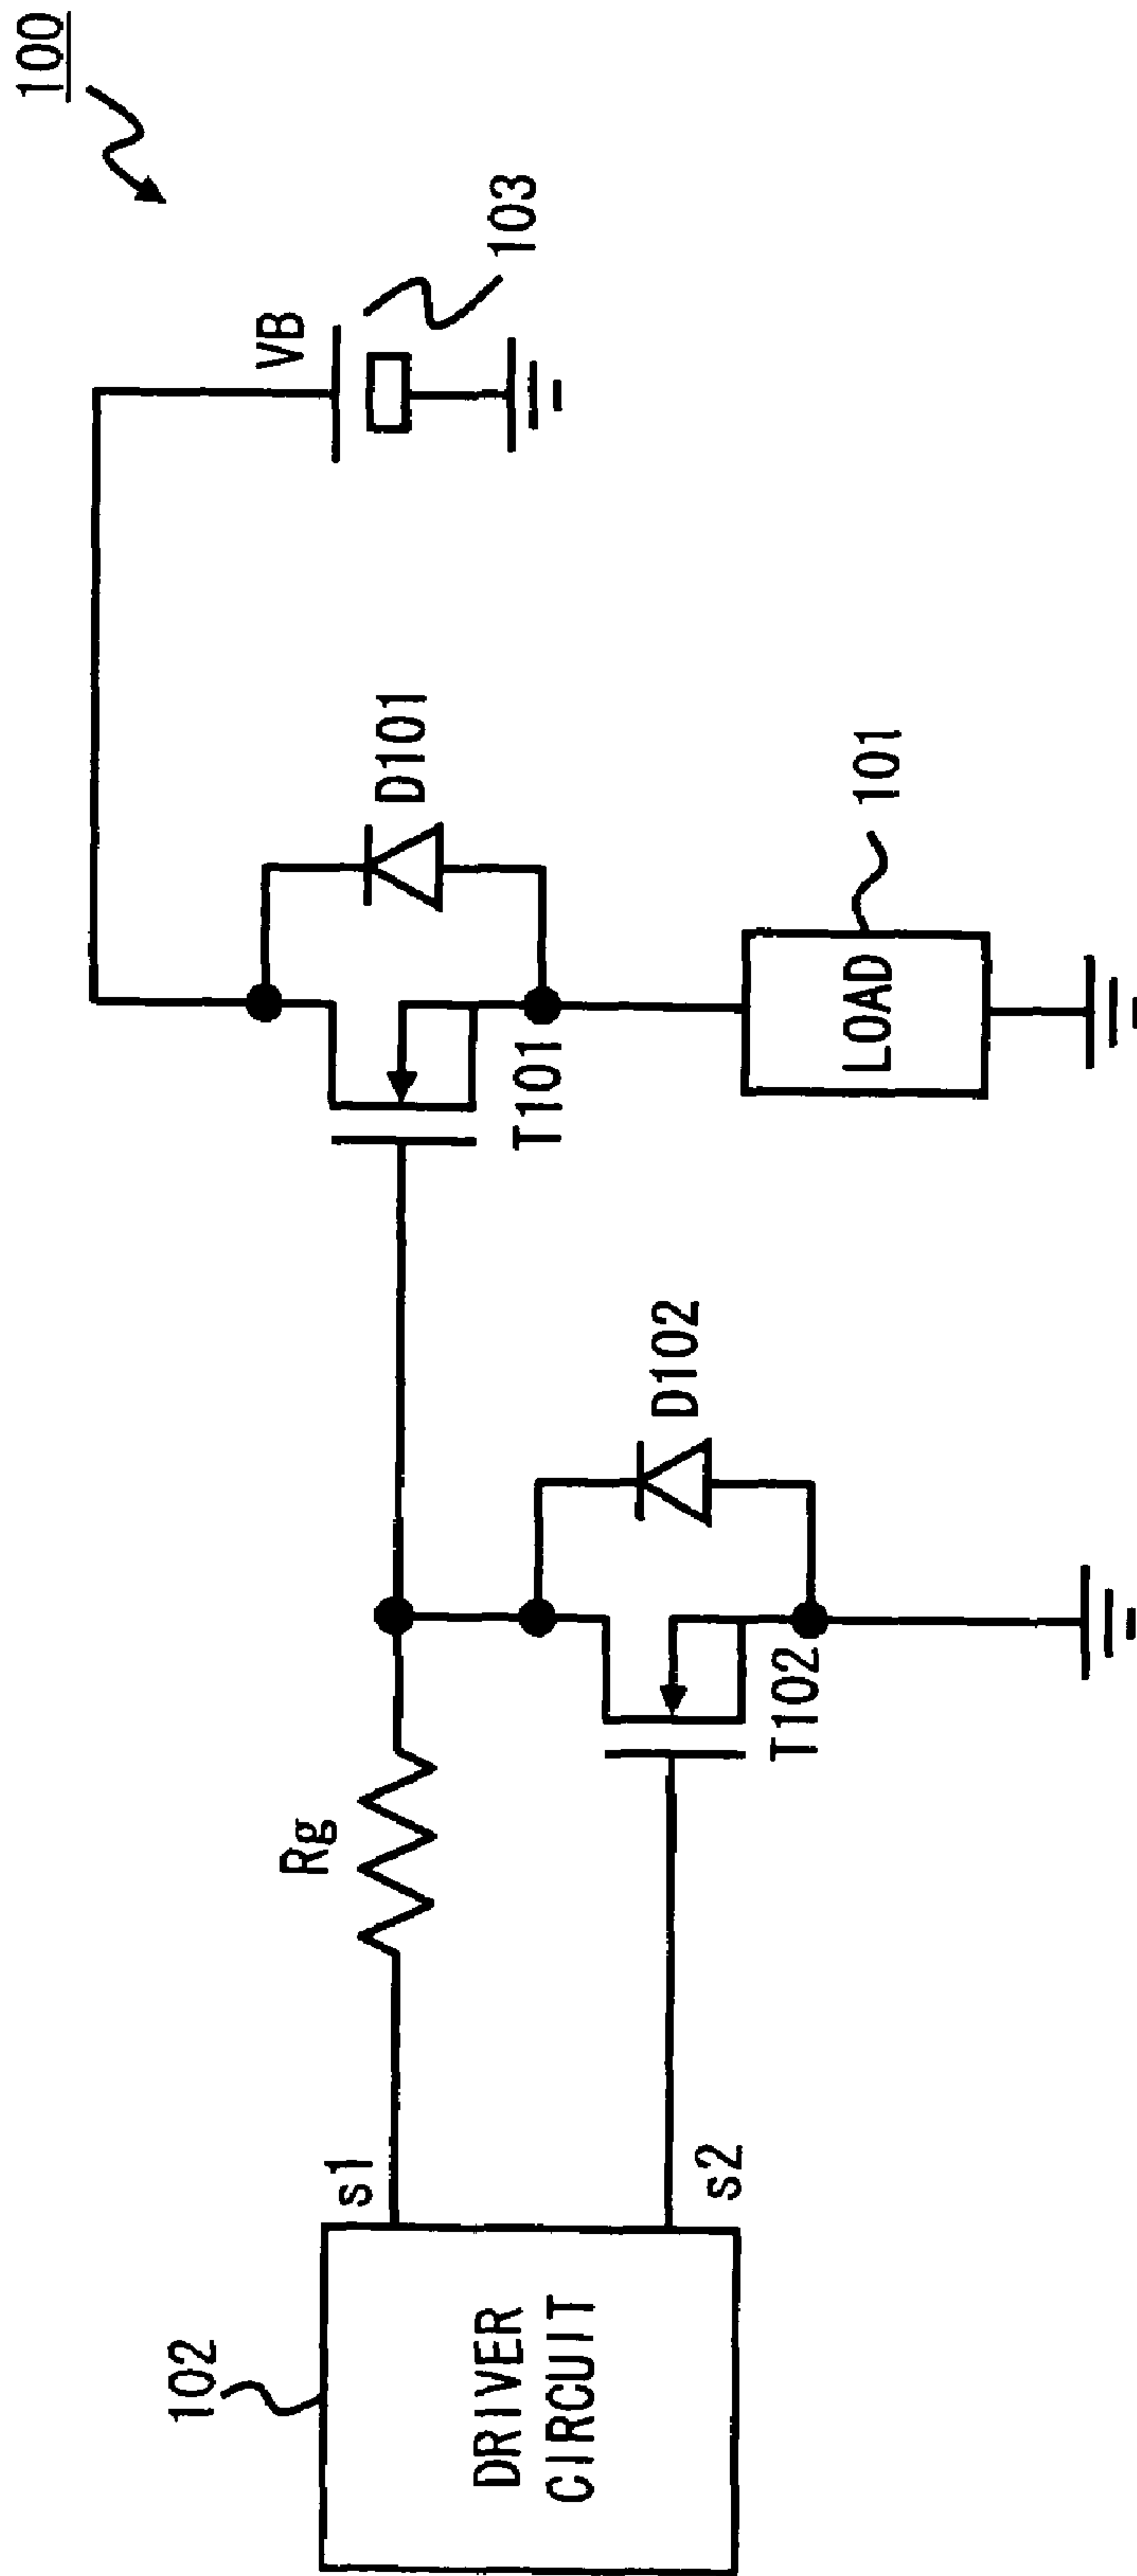 100
VB
103
D101
T101
101
LOAD
D102
T102
Rg
s1
s2
102
DRIVER
CIRCUIT